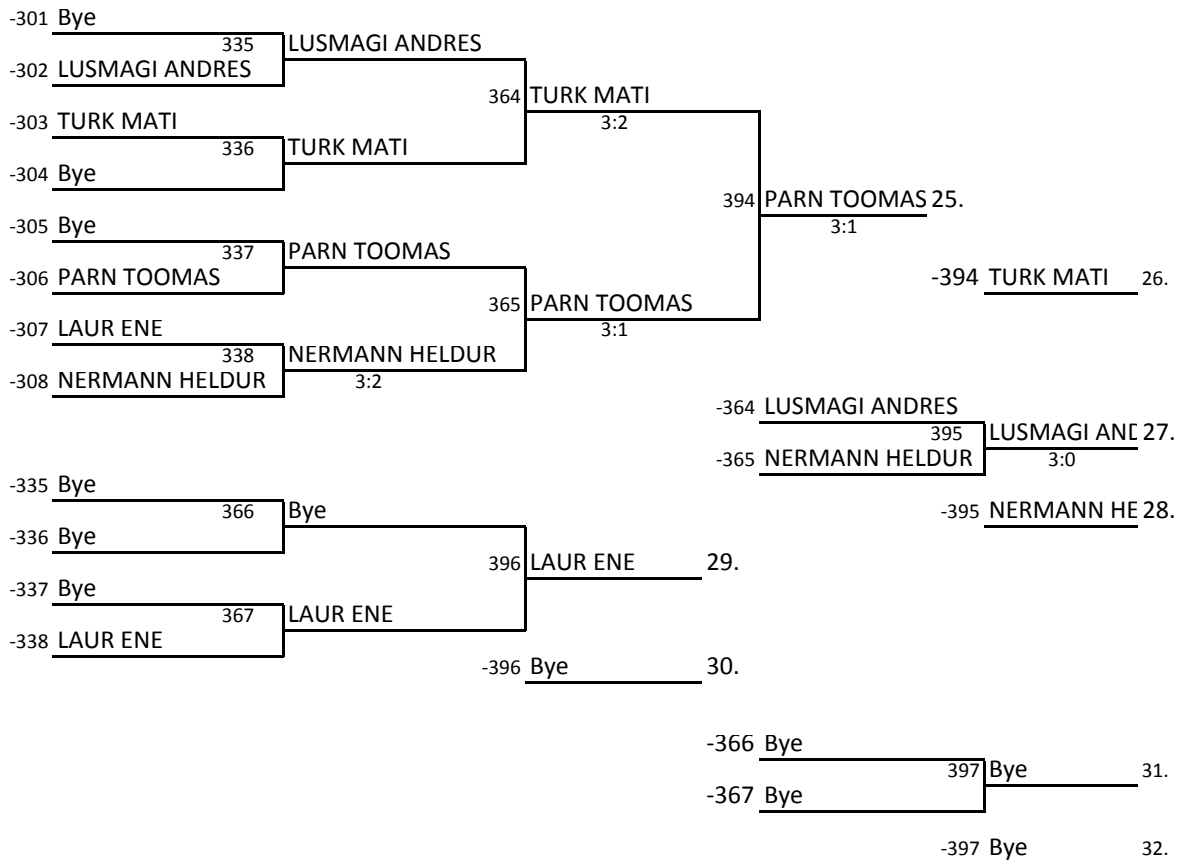 -301 Bye
335 LUSMAGI ANDRES
-302 LUSMAGI ANDRES
364 TURK MATI
3:2
-303 TURK MATI
336 TURK MATI
-304 Bye
394 PARN TOOMAS 25.
3:1
-305 Bye
337 PARN TOOMAS
-306 PARN TOOMAS
-394 TURK MATI 26.
365 PARN TOOMAS
3:1
-307 LAUR ENE
338 NERMANN HELDUR
3:2
-308 NERMANN HELDUR
-364 LUSMAGI ANDRES
395 LUSMAGI AND 27.
3:0
-365 NERMANN HELDUR
-395 NERMANN HE 28.
-335 Bye
366 Bye
-336 Bye
396 LAUR ENE 29.
-337 Bye
367 LAUR ENE
-338 LAUR ENE
-396 Bye 30.
-366 Bye
397 Bye 31.
-367 Bye
-397 Bye 32.